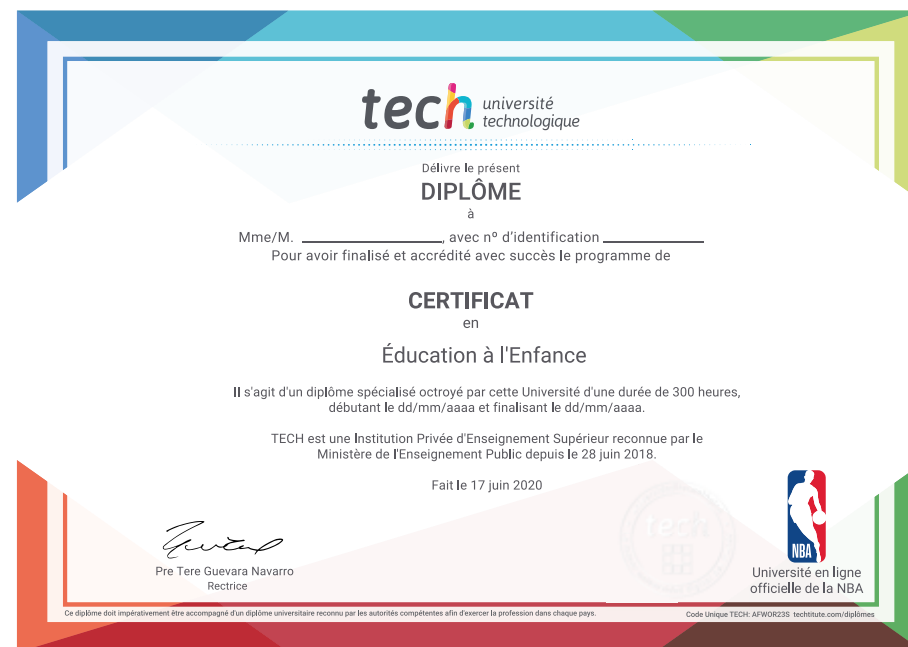 tech université
technologique
Délivre le présent
DIPLÔME
à
Mme/M. ____________________, avec nº d'identification ______________
Pour avoir finalisé et accrédité avec succès le programme de
CERTIFICAT
en
Éducation à l'Enfance
Il s'agit d'un diplôme spécialisé octroyé par cette Université d'une durée de 300 heures,
débutant le dd/mm/aaaa et finalisant le dd/mm/aaaa.
TECH est une Institution Privée d'Enseignement Supérieur reconnue par le
Ministère de l'Enseignement Public depuis le 28 juin 2018.
Fait le 17 juin 2020
tech
NBA
Pre Tere Guevara Navarro
Rectrice
Université en ligne
officielle de la NBA
Ce diplôme doit impérativement être accompagné d'un diplôme universitaire reconnu par les autorités compétentes afin d'exercer la profession dans chaque pays.
Code Unique TECH: AFWOR23S techtitute.com/diplômes